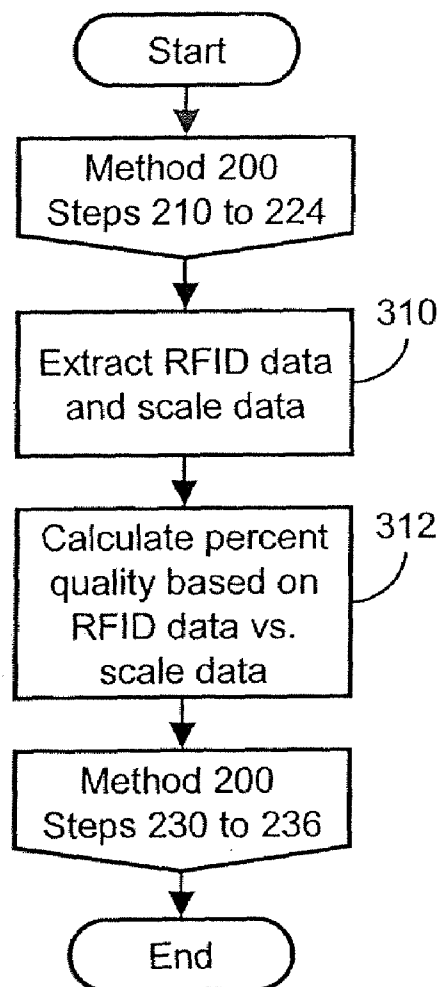 Start
Method 200
Steps 210 to 224
310
Extract RFID data
and scale data
312
Calculate percent
quality based on
RFID data vs.
scale data
Method 200
Steps 230 to 236
End